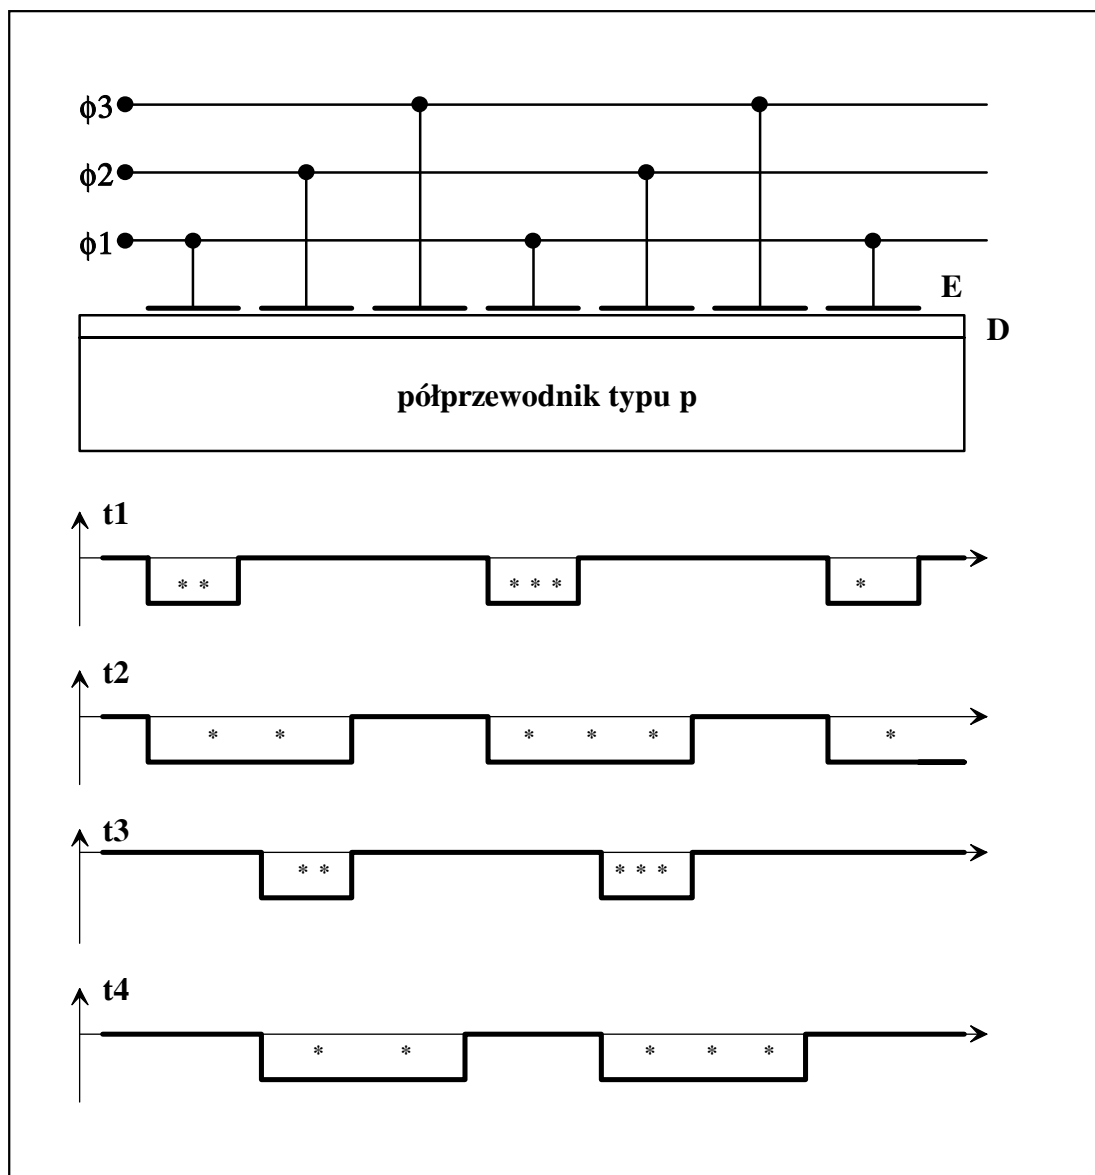 ϕ3
ϕ2
ϕ1
E
D
półprzewodnik typu p
t1
* *
* * *
*
t2
* *
* * *
*
t3
* *
* * *
t4
* *
* * *